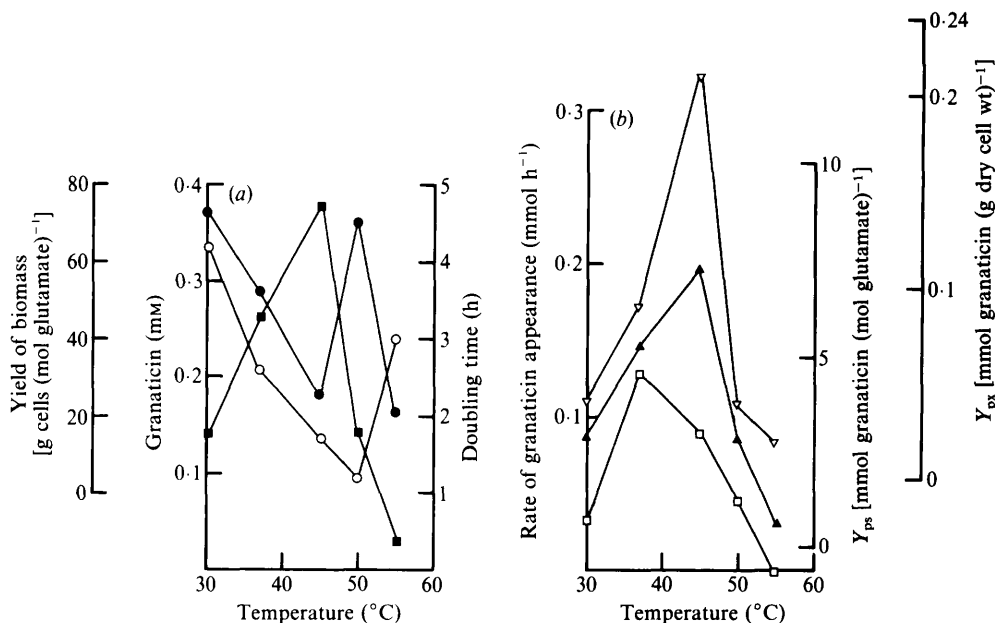 Yield of biomass
[g cells (mol glutamate)⁻¹]
80
60
40
20
0
Granaticin (mM)
0·4
0·3
0·2
0·1
(a)
Doubling time (h)
5
4
3
2
1
30 40 50 60
Temperature (°C)
Rate of granaticin appearance (mmol h⁻¹)
0·3
0·2
0·1
(b)
Yps [mmol granaticin (mol glutamate)⁻¹]
10
5
0
Ypx [mmol granaticin (g dry cell wt)⁻¹]
0·24
0·2
0·1
0
30 40 50 60
Temperature (°C)